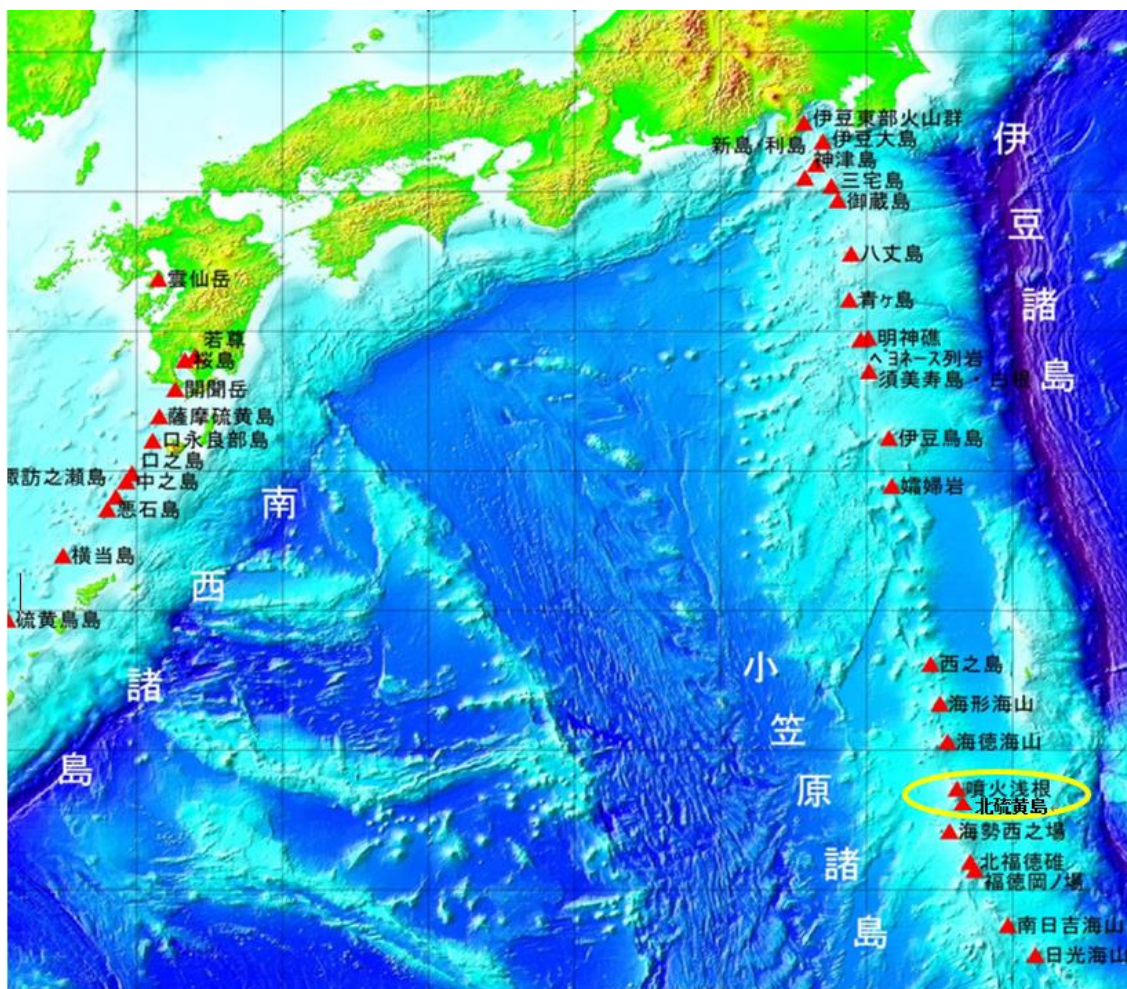 伊豆東部火山群
伊豆大島
新島 利島
神津島
三宅島
御蔵島
八丈島
青ヶ島
明神礁
ベヨネース列岩
須美寿島・白根
伊豆鳥島
孀婦岩
伊豆諸島
雲仙岳
若尊
桜島
開聞岳
薩摩硫黄島
口永良部島
口之島
諏訪之瀬島
中之島
悪石島
横当島
硫黄鳥島
南西諸島
西之島
海形海山
海徳海山
噴火浅根
北硫黄島
海勢西之場
北福徳碓
福徳岡ノ場
南日吉海山
日光海山
小笠原諸島